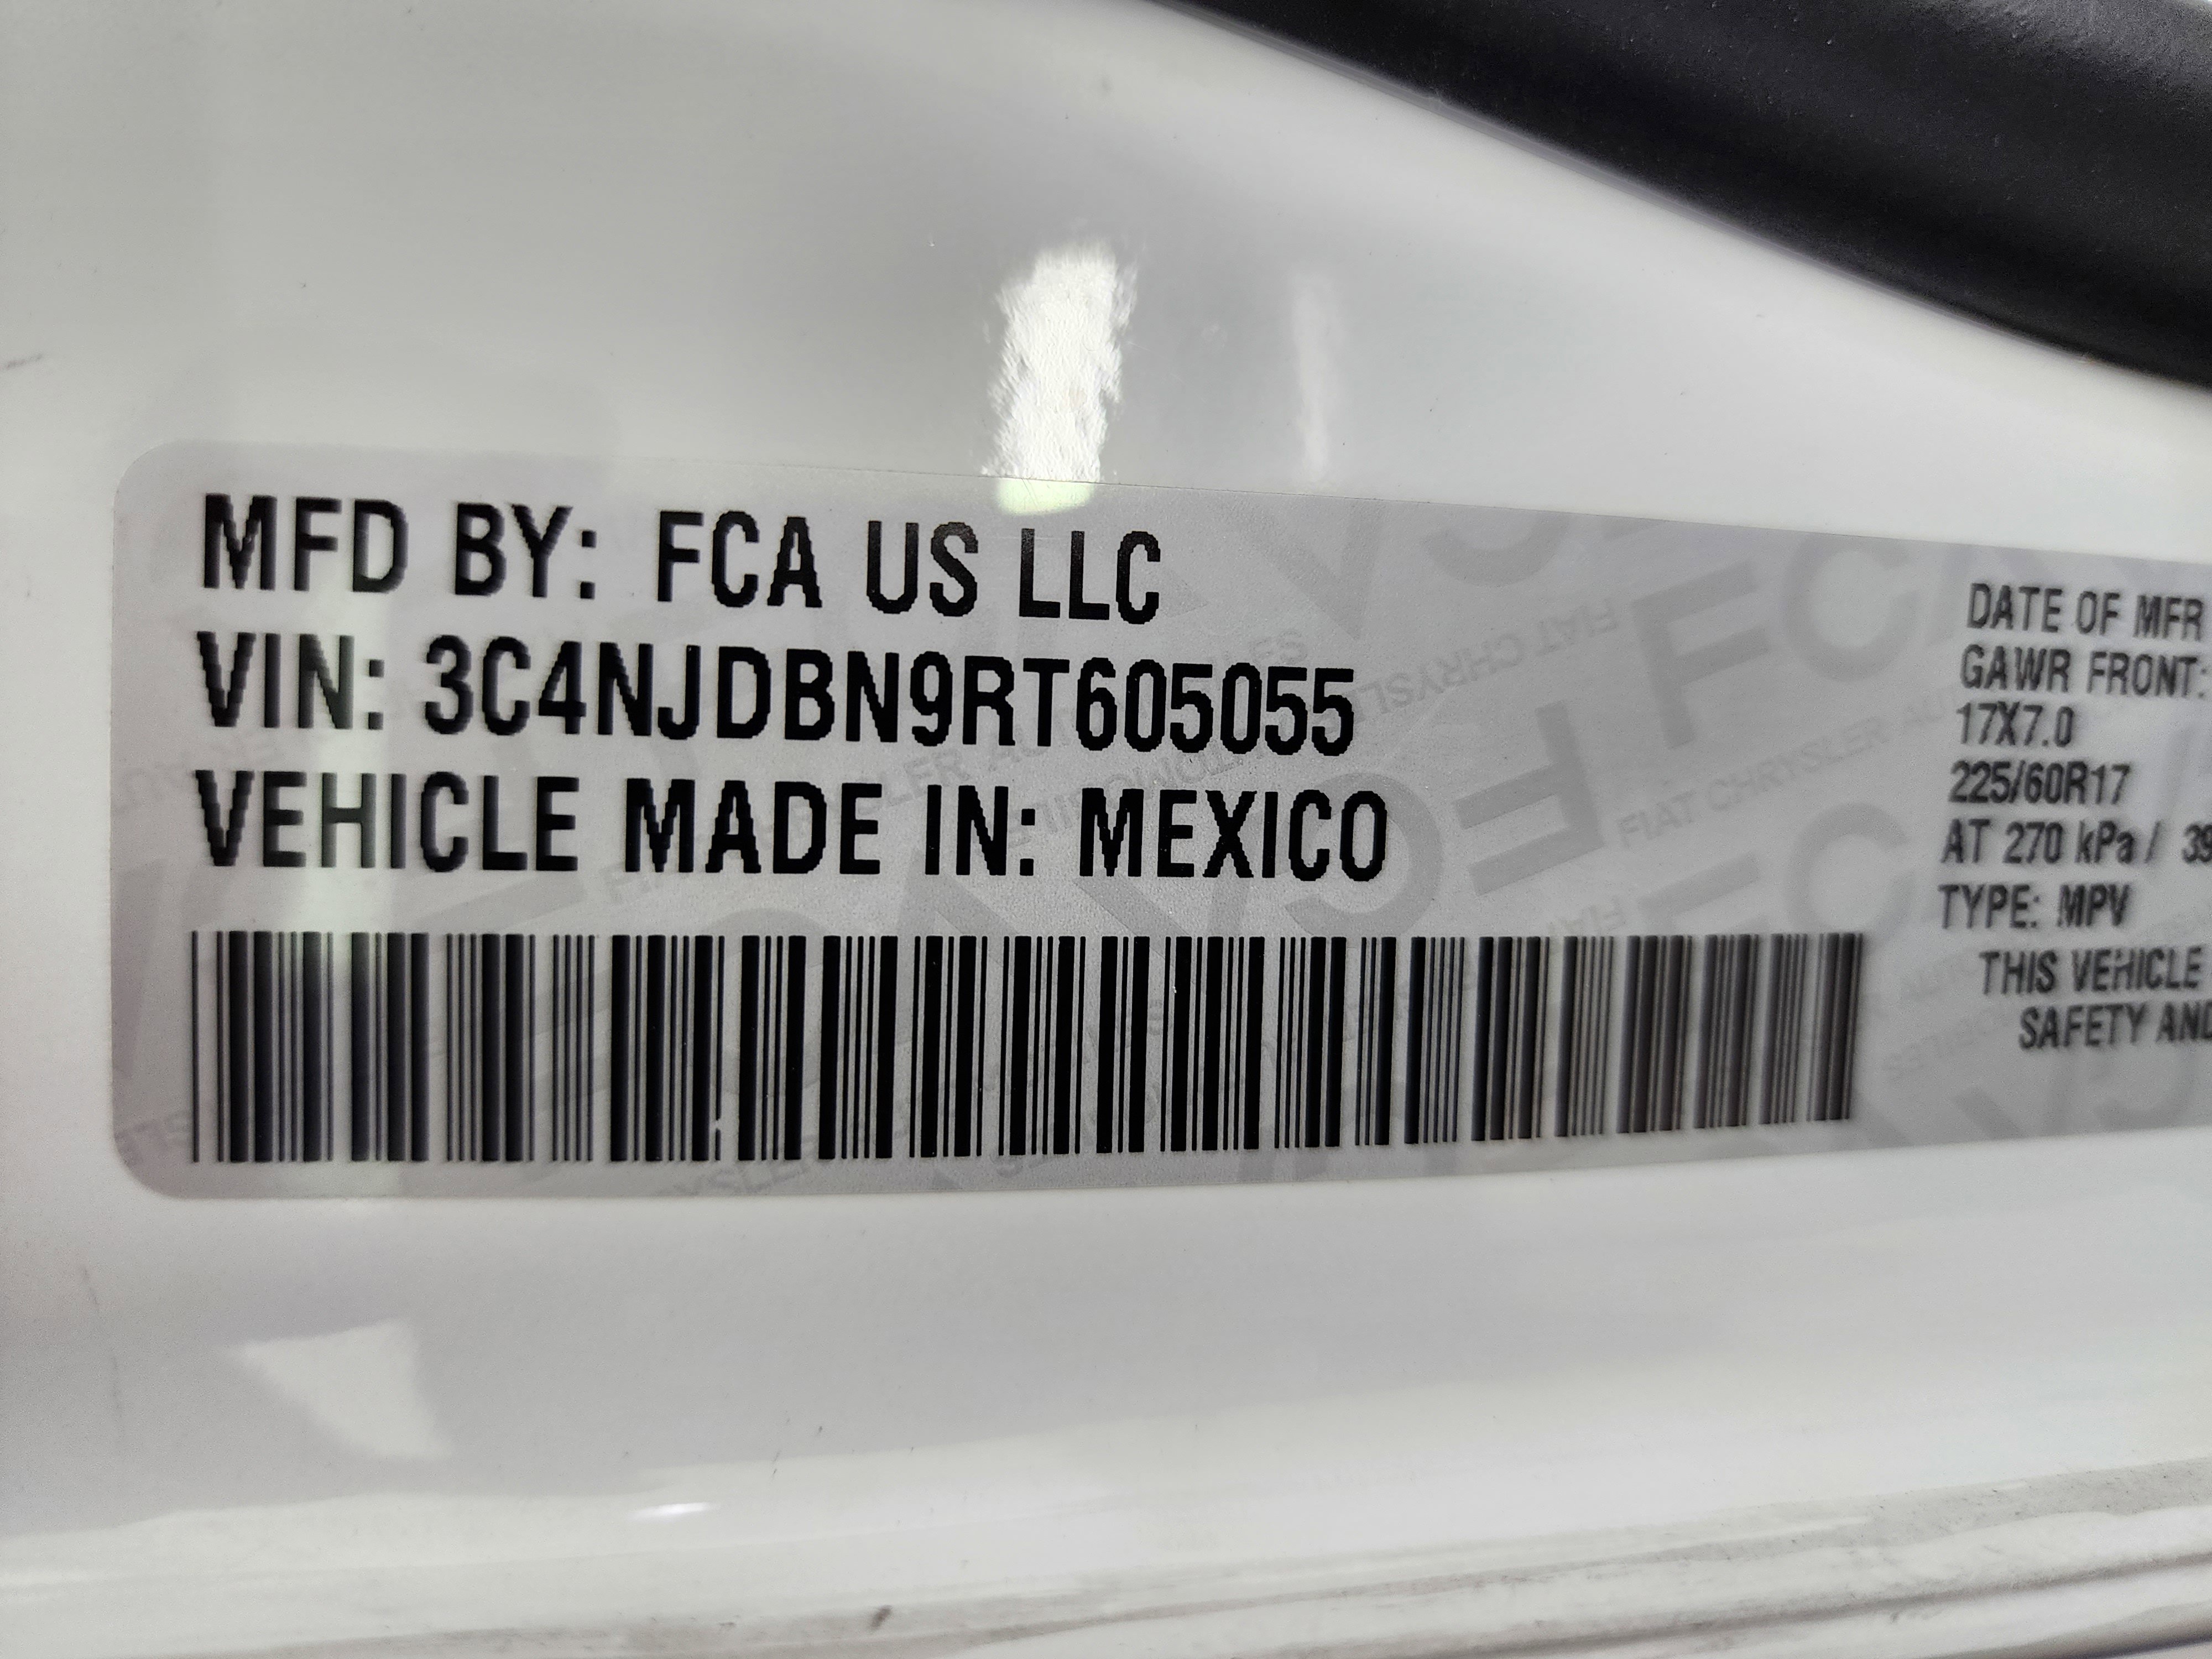 MFD BY: FCA US LLC
VIN: 3C4NJDBN9RT605055
VEHICLE MADE IN: MEXICO
DATE OF MFR
GAWR FRONT:
17X7.0
225/60R17
AT 270 kPa / 39
TYPE: MPV
THIS VEHICLE
SAFETY AND